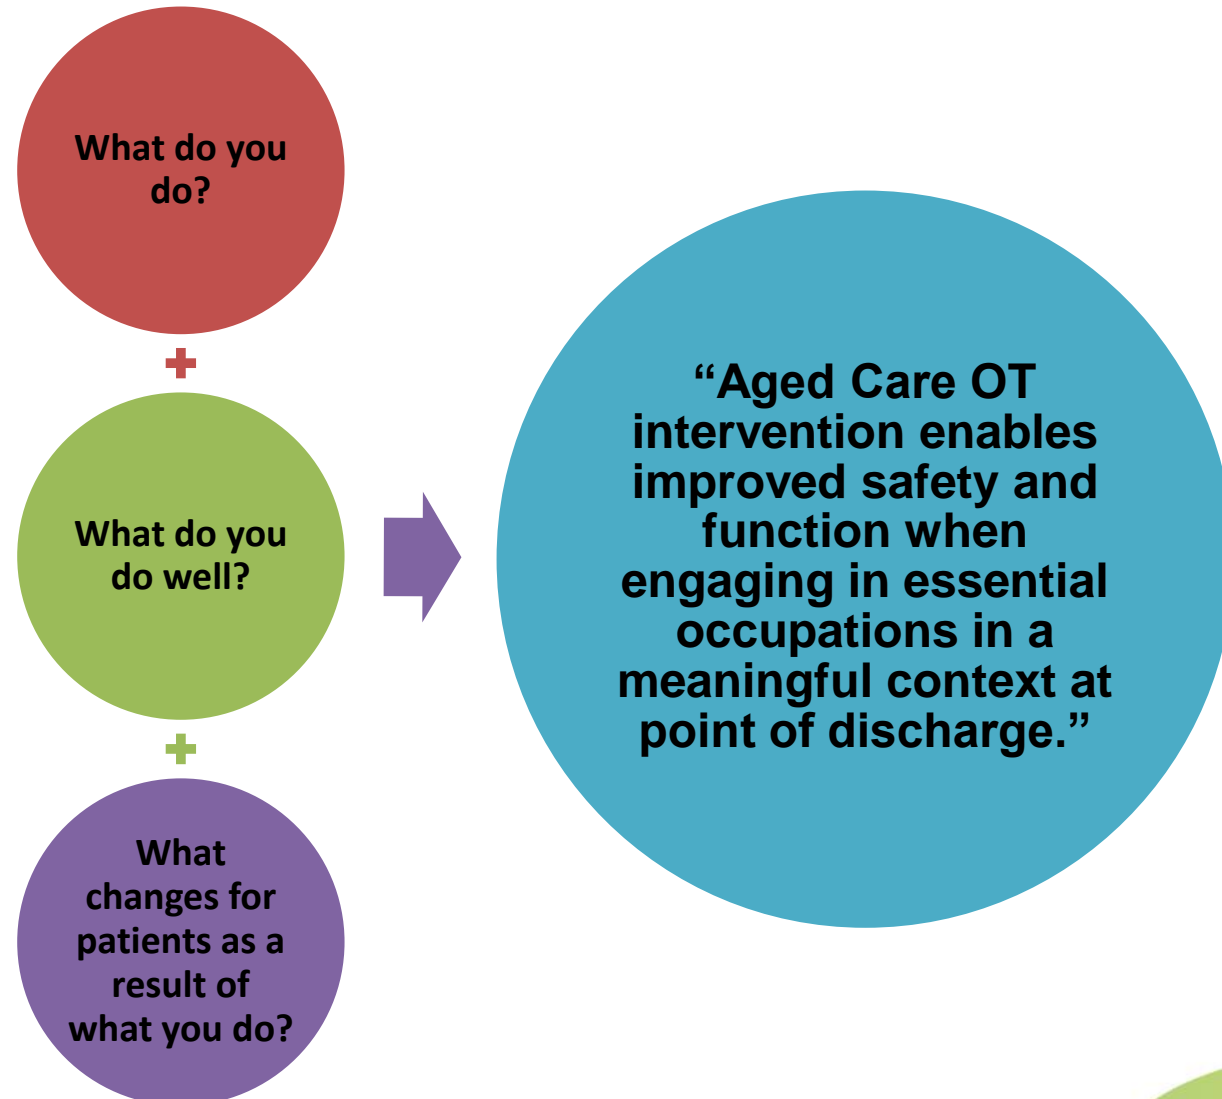 What do you
do?
What do you
do well?
What
changes for
patients as a
result of
what you do?
“Aged Care OT
intervention enables
improved safety and
function when
engaging in essential
occupations in a
meaningful context at
point of discharge.”